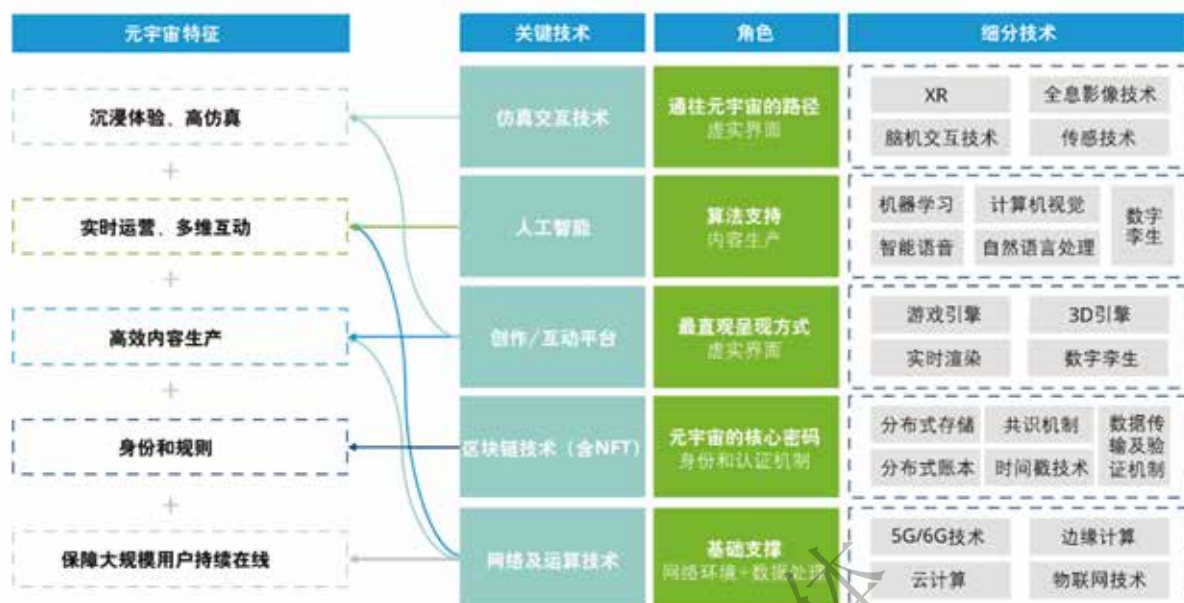 元宇宙特征
关键技术
角色
细分技术
沉浸体验、高仿真
+
实时运营、多维互动
+
高效内容生产
+
身份和规则
+
保障大规模用户持续在线
仿真交互技术
通往元宇宙的路径
虚实界面
XR
全息影像技术
脑机交互技术
传感技术
人工智能
算法支持
内容生产
机器学习
计算机视觉
数字
孪生
智能语音
自然语言处理
创作/互动平台
最直观呈现方式
虚实界面
游戏引擎
3D引擎
实时渲染
数字孪生
区块链技术（含NFT）
元宇宙的核心密码
身份和认证机制
分布式存储
共识机制
数据传
输及验
证机制
分布式账本
时间戳技术
网络及运算技术
基础支撑
网络环境+数据处理
5G/6G技术
边缘计算
云计算
物联网技术